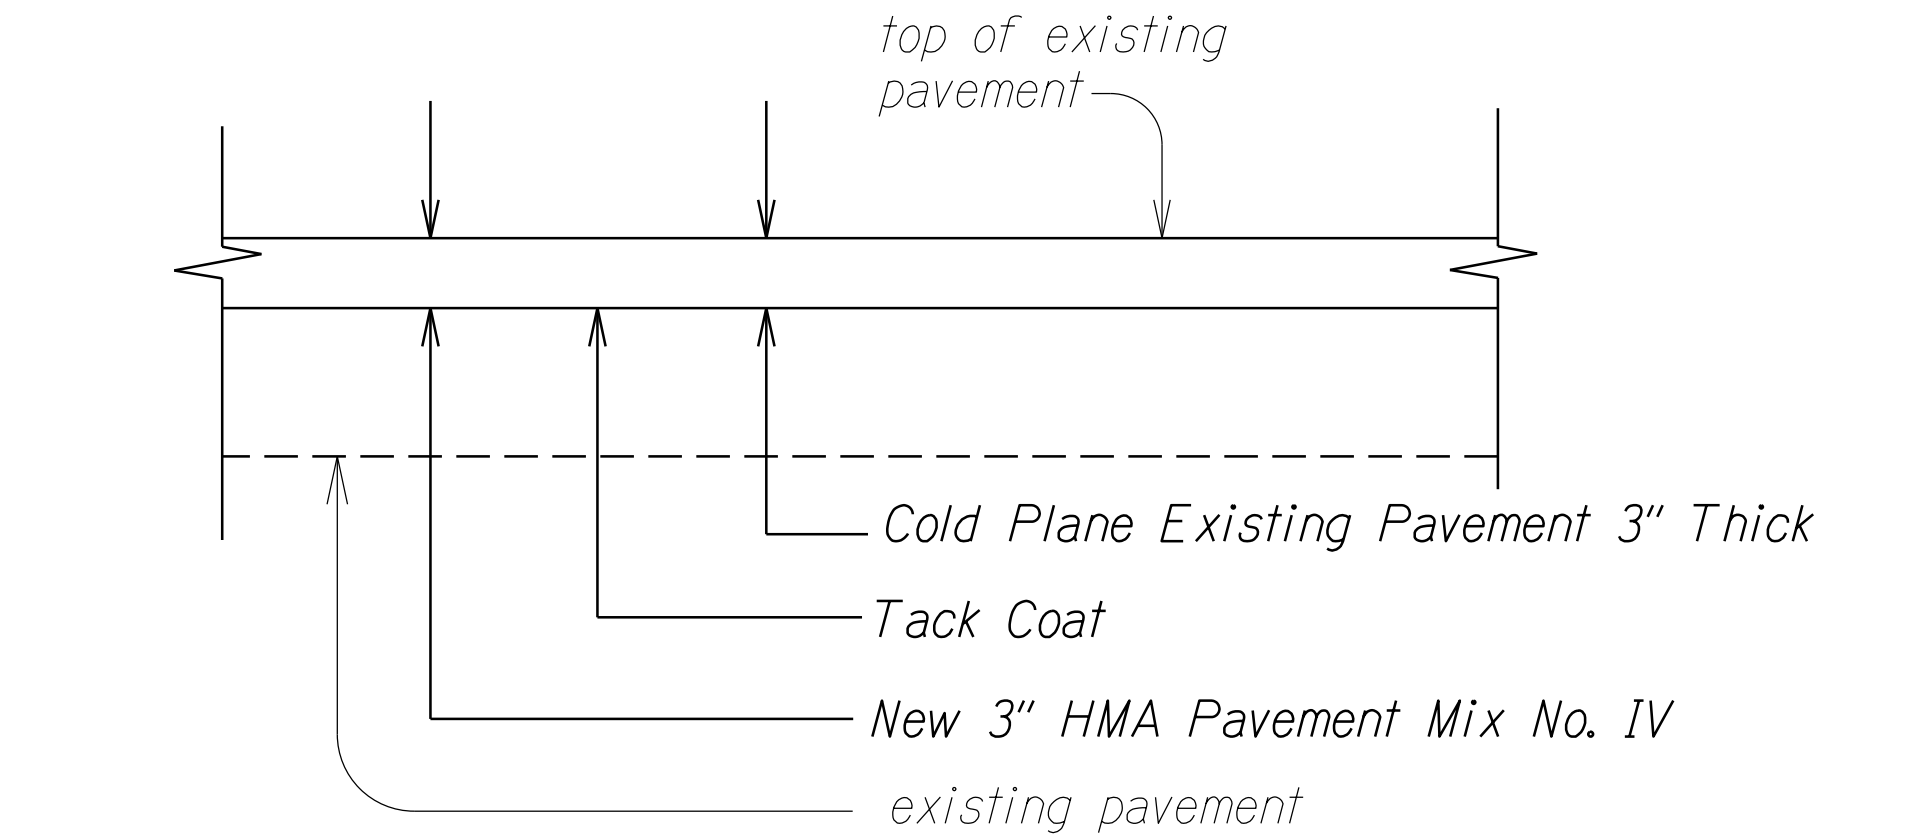 top of existing
pavement
Cold Plane Existing Pavement 3" Thick
Tack Coat
New 3" HMA Pavement Mix No. IV
existing pavement